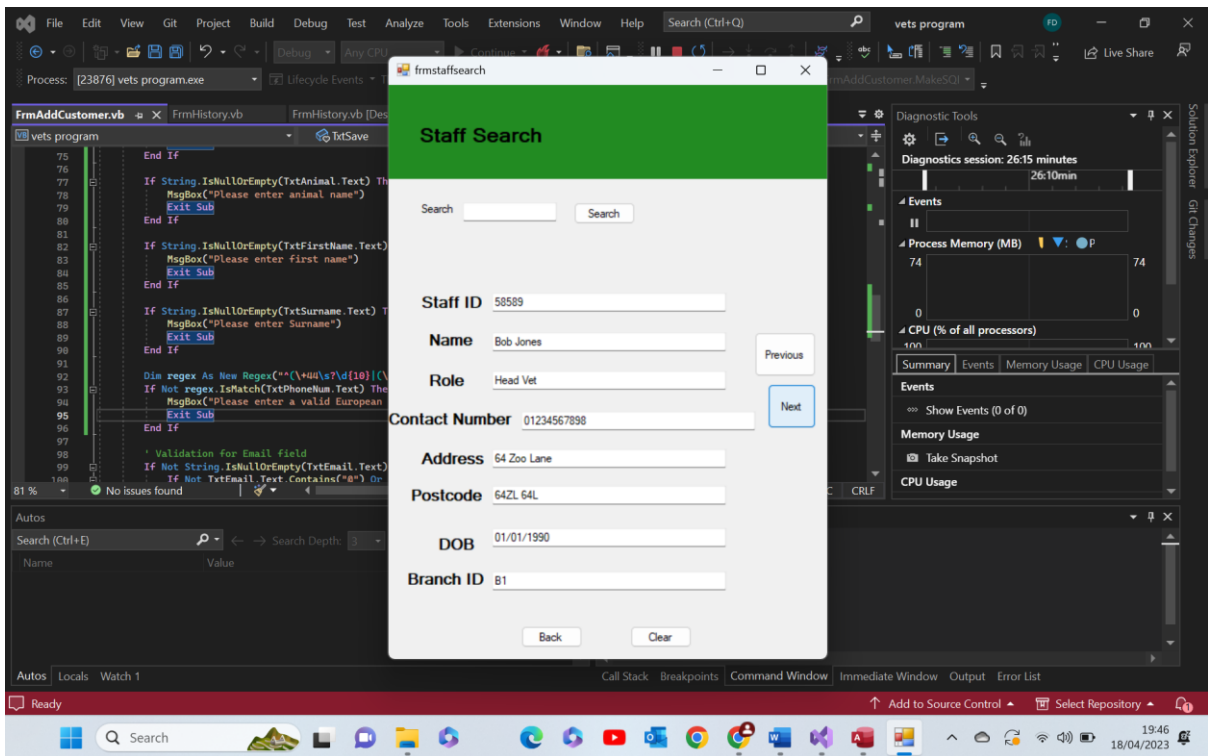 File Edit View Git Project Build Debug Test Analyze Tools Extensions Window Help Search (Ctrl+Q) vets program FD
Debug Any CPU Continue Live Share
Process: [23876] vets program.exe Lifecycle Events
frmAddCustomer.vb FrmHistory.vb FrmHistory.vb [Des
vets program TxtSave
75 End If
76
77 If String.IsNullOrEmpty(TxtAnimal.Text) Th
78 MsgBox("Please enter animal name")
79 Exit Sub
80 End If
81
82 If String.IsNullOrEmpty(TxtFirstName.Text)
83 MsgBox("Please enter first name")
84 Exit Sub
85 End If
86
87 If String.IsNullOrEmpty(TxtSurname.Text) T
88 MsgBox("Please enter Surname")
89 Exit Sub
90 End If
91
92 Dim regex As New Regex("^(\+44\s?\d{10}|(\
93 If Not regex.IsMatch(TxtPhoneNum.Text) The
94 MsgBox("Please enter a valid European
95 Exit Sub
96 End If
97
98 ' Validation for Email field
99 If Not String.IsNullOrEmpty(TxtEmail.Text)
100 If Not TxtEmail.Text.Contains("@") Or
81 % No issues found CRLF
frmstaffsearch
Staff Search
Search Search
Staff ID 58589
Name Bob Jones
Role Head Vet
Contact Number 01234567898
Address 64 Zoo Lane
Postcode 64ZL 64L
DOB 01/01/1990
Branch ID B1
Previous
Next
Back Clear
Diagnostic Tools
Diagnostics session: 26:15 minutes
26:10min
Events
Process Memory (MB) P
74 74
0 0
CPU (% of all processors)
100 100
Summary Events Memory Usage CPU Usage
Events
Show Events (0 of 0)
Memory Usage
Take Snapshot
CPU Usage
Solution Explorer
Git Changes
Autos
Search (Ctrl+E) Search Depth: 3
Name Value
Autos Locals Watch 1
Call Stack Breakpoints Command Window Immediate Window Output Error List
Ready Add to Source Control Select Repository
Search
19:46
18/04/2023